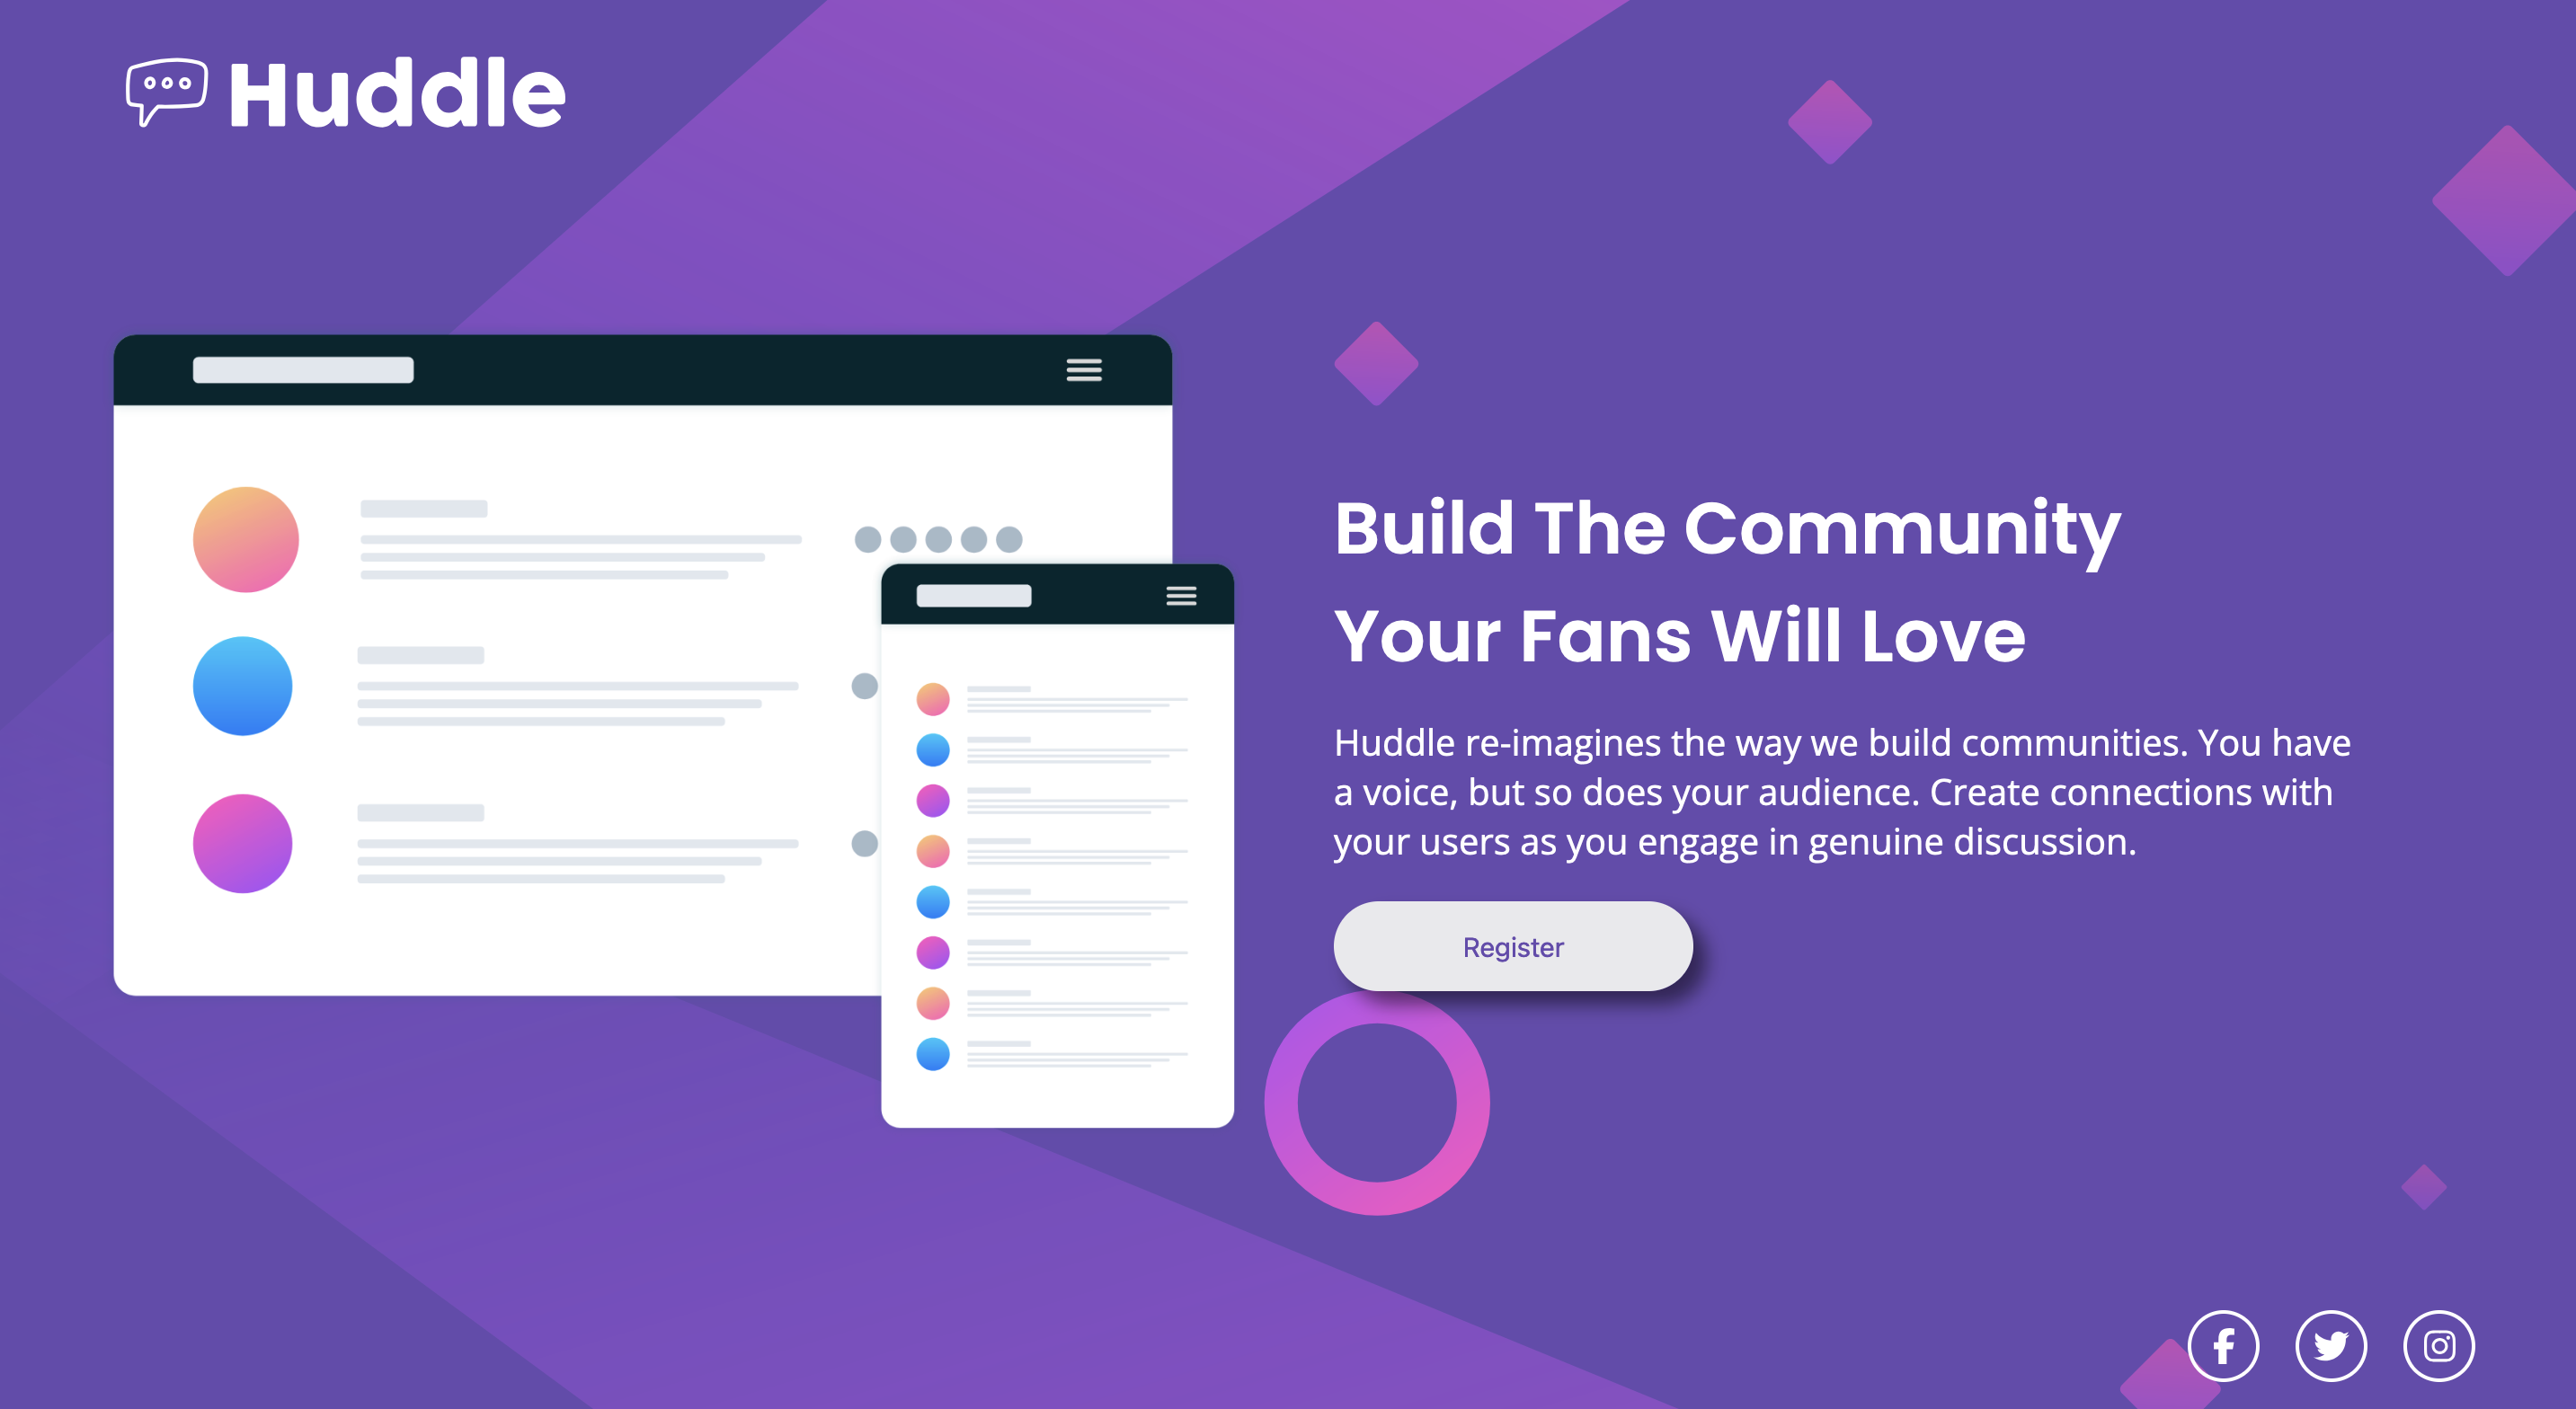 Huddle
Build The Community
Your Fans Will Love
Huddle re-imagines the way we build communities. You have
a voice, but so does your audience. Create connections with
your users as you engage in genuine discussion.
Register